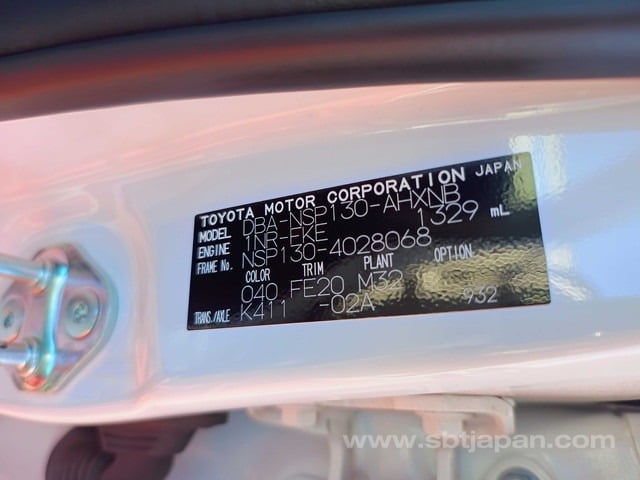 TOYOTA MOTOR CORPORATION JAPAN
MODEL DBA-NSP130-AHXNB
ENGINE 1NR-FKE 1329 mL
FRAME No. NSP130-4028068
COLOR TRIM PLANT OPTION
040 FE20 M32
TRANS./AXLE K411 -02A 932
www.sbtjapan.com